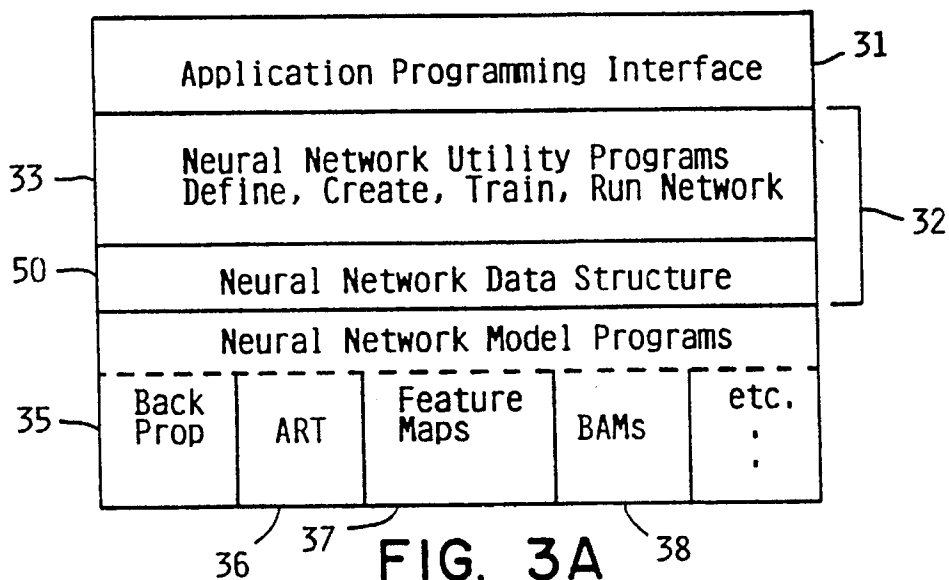 Application Programming Interface
31
Neural Network Utility Programs
Define, Create, Train, Run Network
33
32
50
Neural Network Data Structure
Neural Network Model Programs
35
Back
Prop
ART
Feature
Maps
BAMs
etc.
36
37
38
FIG. 3A